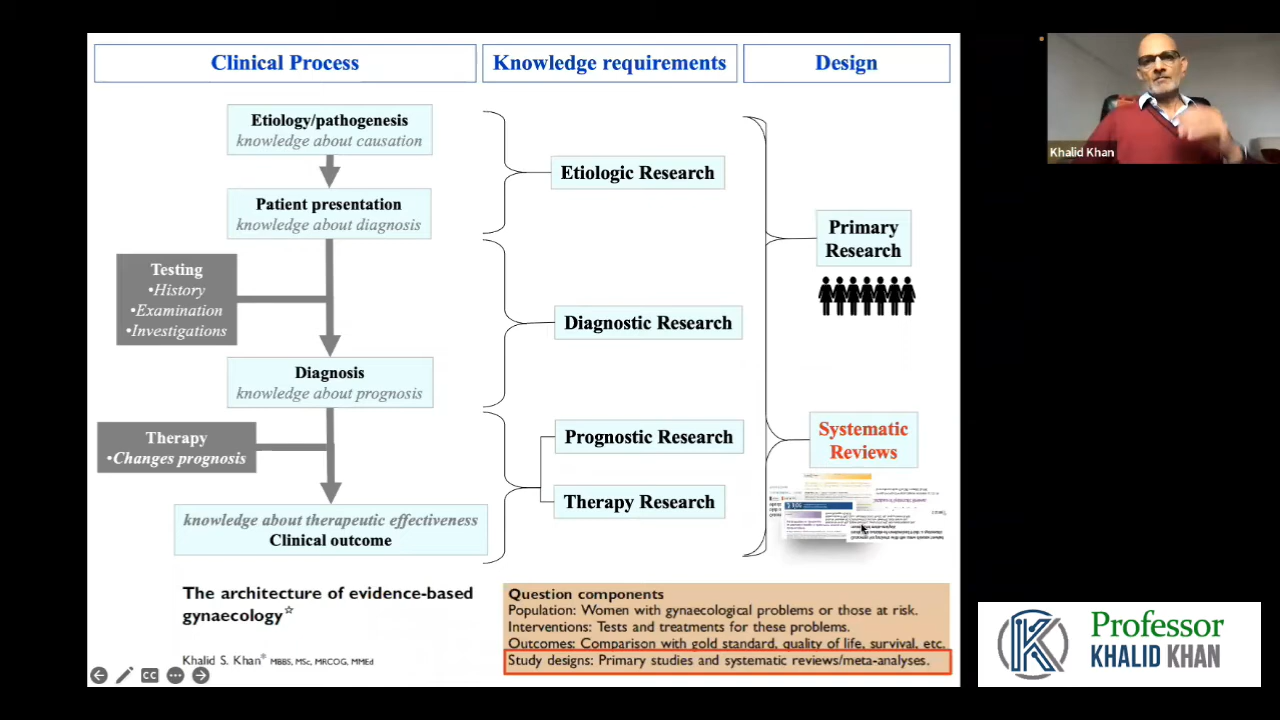 Clinical Process
Knowledge requirements
Design
Etiology/pathogenesis
knowledge about causation
Patient presentation
knowledge about diagnosis
Testing
•History
•Examination
•Investigations
Diagnosis
knowledge about prognosis
Therapy
•Changes prognosis
knowledge about therapeutic effectiveness
Clinical outcome
Etiologic Research
Diagnostic Research
Prognostic Research
Therapy Research
Primary
Research
Systematic
Reviews
The architecture of evidence-based
gynaecology☆
Khalid S. Khan* MBBS, MSc, MRCOG, MMEd
Question components
Population: Women with gynaecological problems or those at risk.
Interventions: Tests and treatments for these problems.
Outcomes: Comparison with gold standard, quality of life, survival, etc.
Study designs: Primary studies and systematic reviews/meta-analyses.
CC
Khalid Khan
Professor
KHALID KHAN